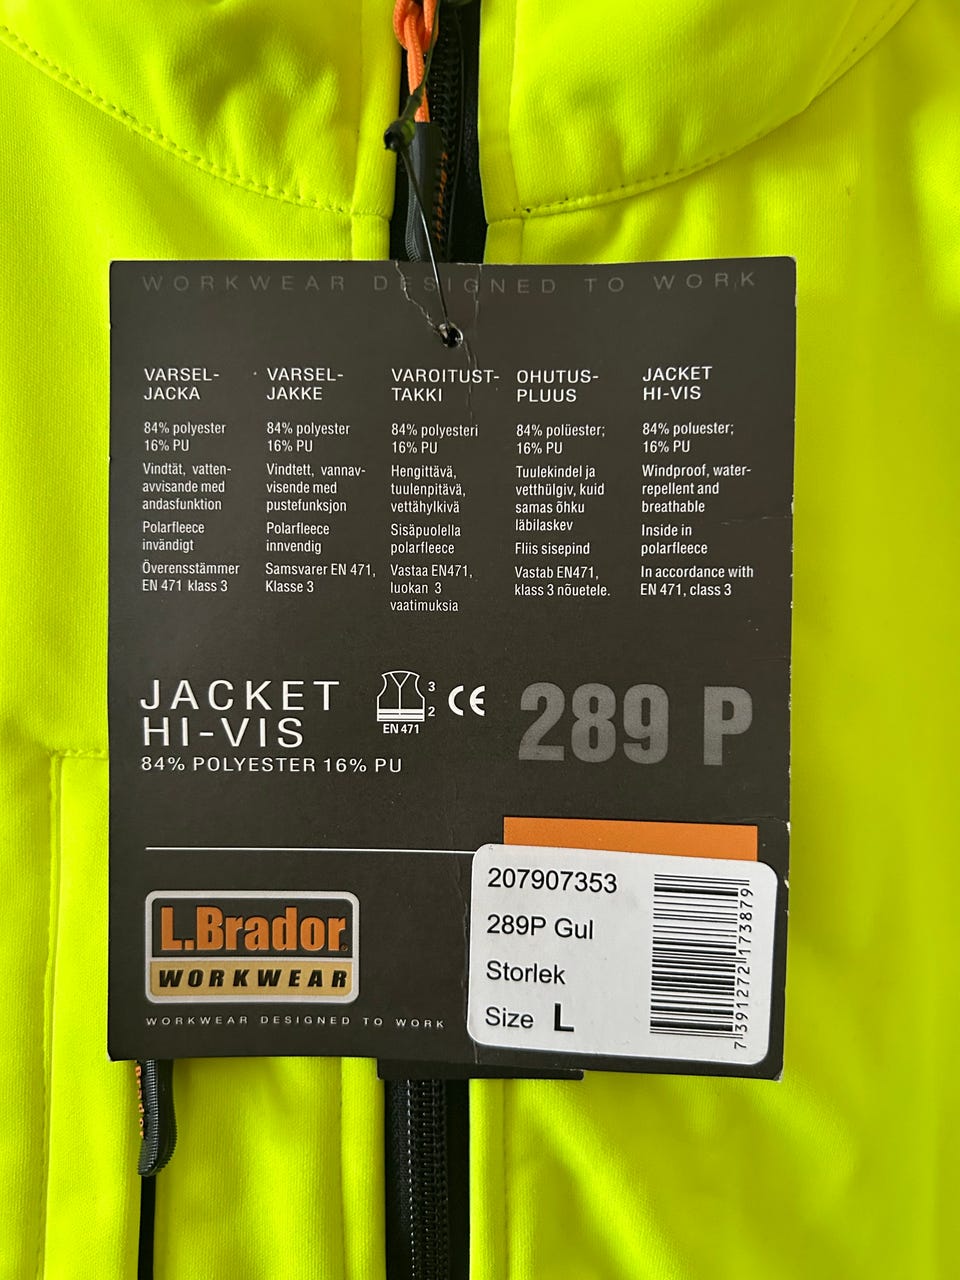 WORKWEAR DESIGNED TO WORK
VARSEL-
JACKA
84% polyester
16% PU
Vindtät, vatten-
avvisande med
andasfunktion
Polarfleece
invändigt
Överensstämmer
EN 471 klass 3
VARSEL-
JAKKE
84% polyester
16% PU
Vindtett, vannav-
visende med
pustefunksjon
Polarfleece
innvendig
Samsvarer EN 471,
Klasse 3
VAROITUST-
TAKKI
84% polyesteri
16% PU
Hengittävä,
tuulenpitävä,
vettähylkivä
Sisäpuolella
polarfleece
Vastaa EN471,
luokan 3
vaatimuksia
OHUTUS-
PLUUS
84% polüester;
16% PU
Tuulekindel ja
vetthülgiv, kuid
samas õhku
läbilaskev
Fliis sisepind
Vastab EN471,
klass 3 nõuetele.
JACKET
HI-VIS
84% poluester;
16% PU
Windproof, water-
repellent and
breathable
Inside in
polarfleece
In accordance with
EN 471, class 3
JACKET
HI-VIS
84% POLYESTER 16% PU
3
2
EN 471
CE
289 P
L.Brador
WORKWEAR
WORKWEAR DESIGNED TO WORK
207907353
289P Gul
Storlek
Size L
7391272173879